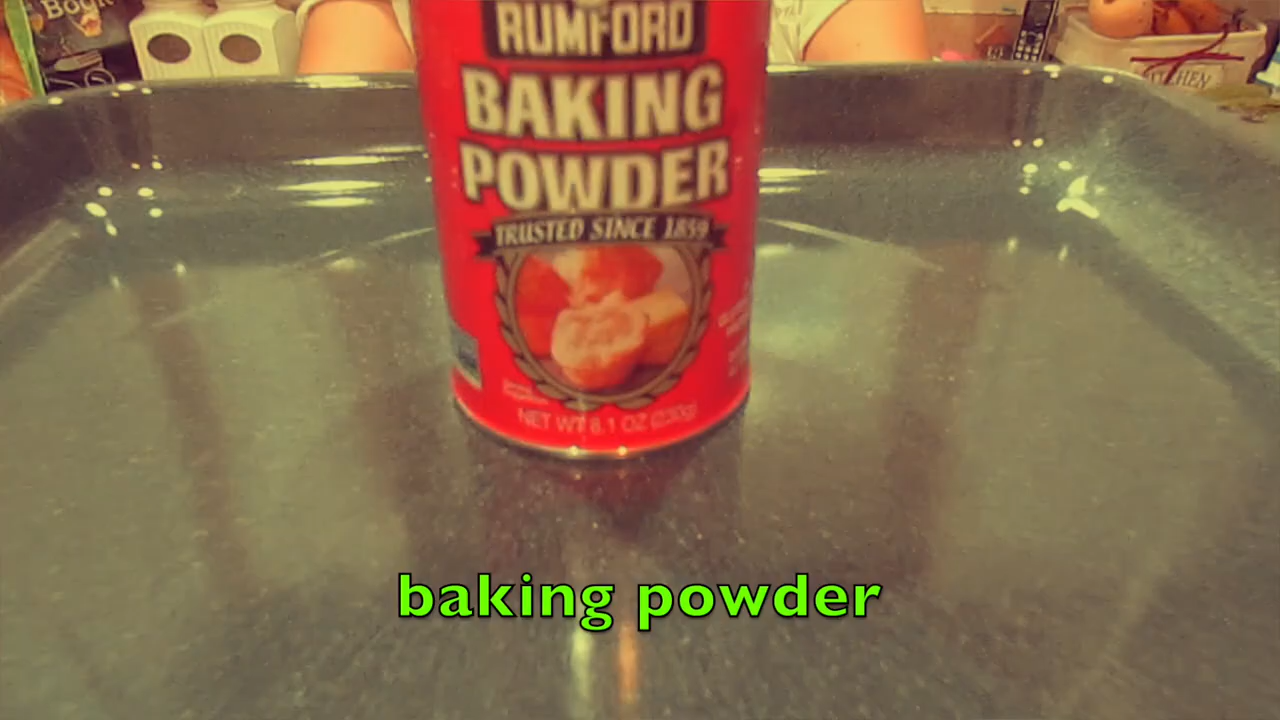 RUMFORD
BAKING
POWDER
TRUSTED SINCE 1859
NET WT 8.1 OZ (230g)
baking powder